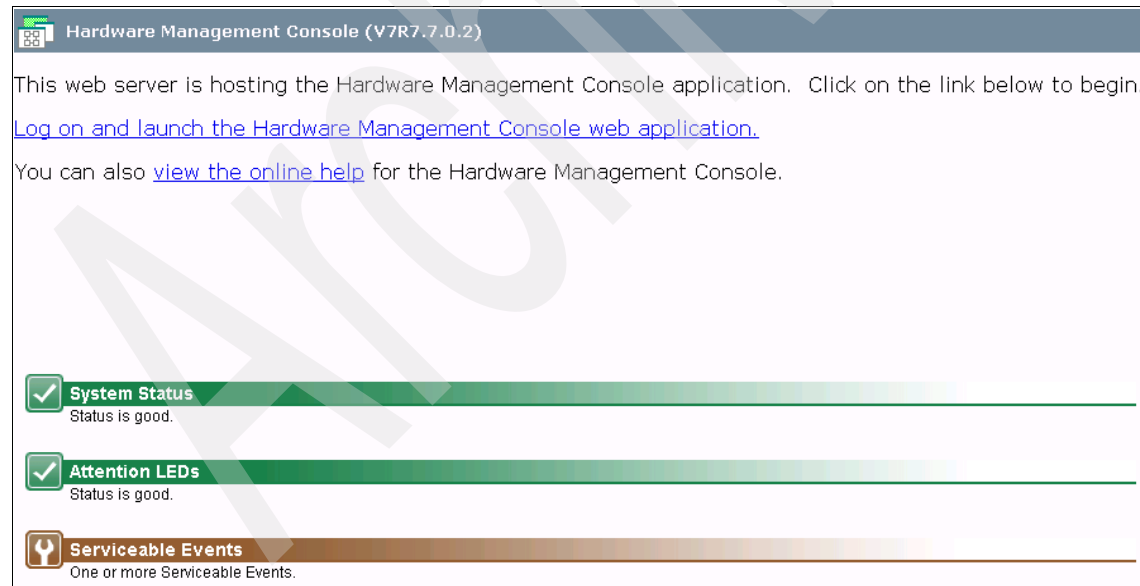 Hardware Management Console (V7R7.7.0.2)
This web server is hosting the Hardware Management Console application. Click on the link below to begin.
Log on and launch the Hardware Management Console web application.
You can also view the online help for the Hardware Management Console.
System Status
Status is good.
Attention LEDs
Status is good.
Serviceable Events
One or more Serviceable Events.